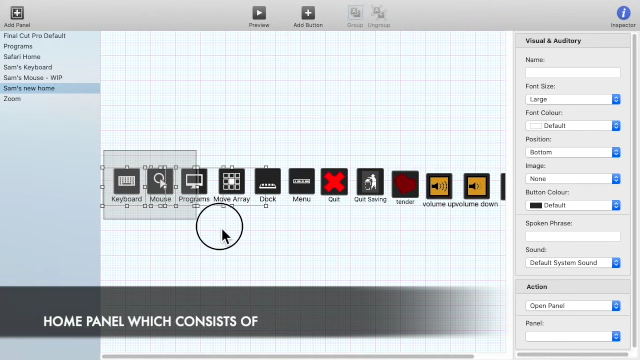 Add Panel
Preview
Add Button
Group
Ungroup
Inspector
Final Cut Pro Default
Programs
Safari Home
Sam's Keyboard
Sam's Mouse - WIP
Sam's new home
Zoom
Keyboard
Mouse
Programs
Move Array
Dock
Menu
Quit
Quit Saving
tender
volume up
volume down
Visual & Auditory
Name:
Font Size:
Large
Font Colour:
Default
Position:
Bottom
Image:
None
Button Colour:
Default
Spoken Phrase:
Sound:
Default System Sound
Action
Open Panel
Panel:
HOME PANEL WHICH CONSISTS OF